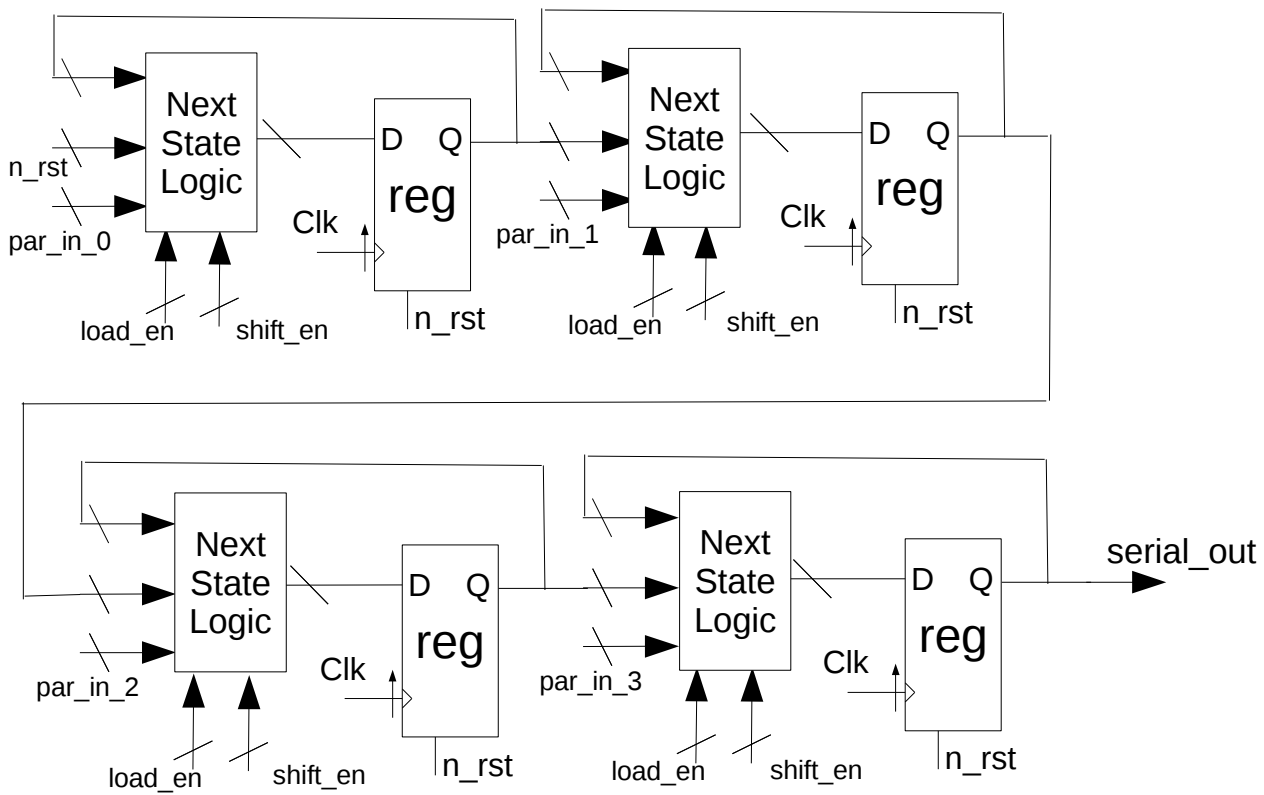 Next
State
Logic
n_rst
par_in_0
load_en
shift_en
D Q
reg
Clk
n_rst
Next
State
Logic
par_in_1
load_en
shift_en
D Q
reg
Clk
n_rst
Next
State
Logic
par_in_2
load_en
shift_en
D Q
reg
Clk
n_rst
Next
State
Logic
par_in_3
load_en
shift_en
D Q
reg
Clk
n_rst
serial_out